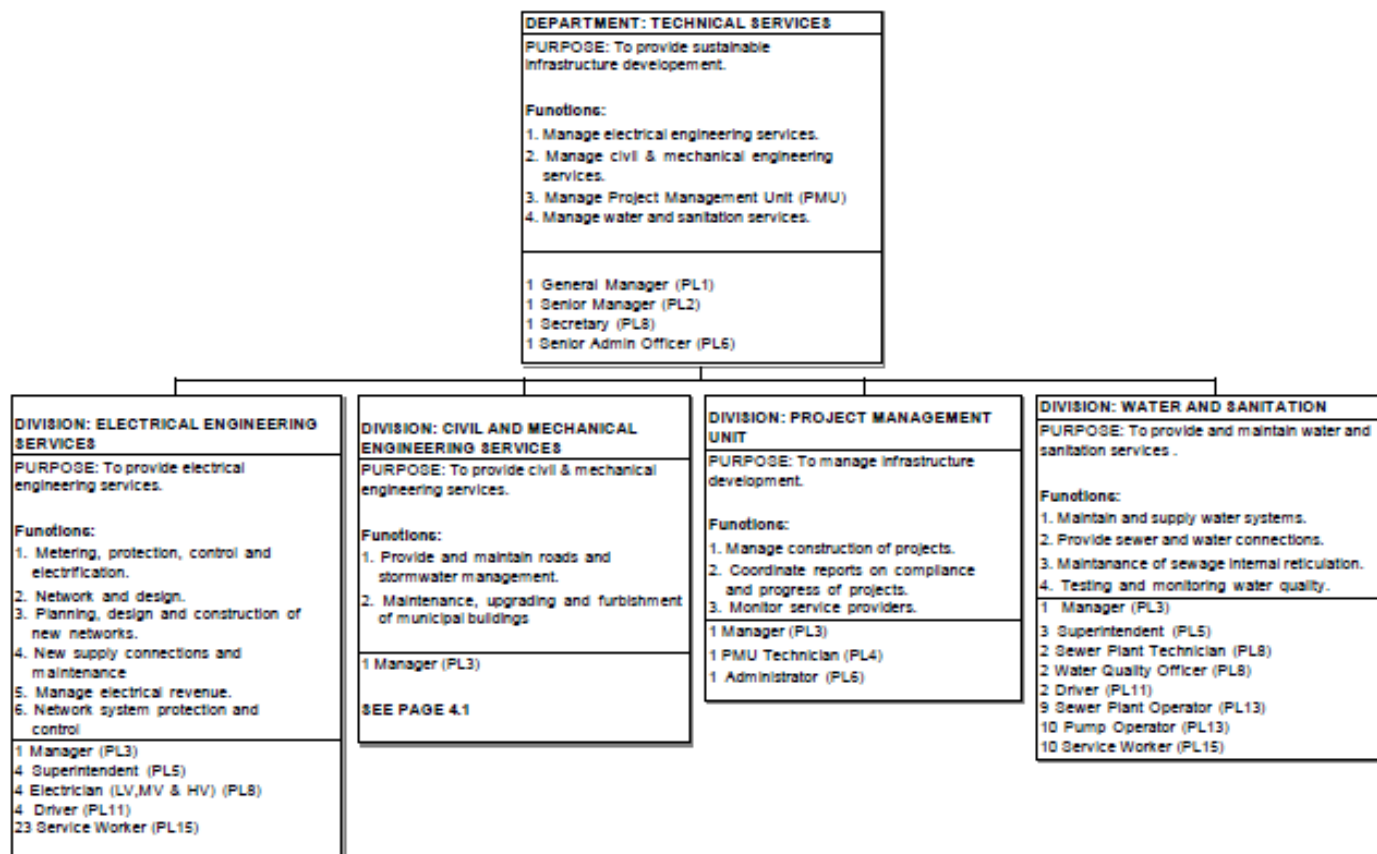 DEPARTMENT: TECHNICAL SERVICES
PURPOSE: To provide sustainable
infrastructure developement.
Functions:
1. Manage electrical engineering services.
2. Manage civil & mechanical engineering
services.
3. Manage Project Management Unit (PMU)
4. Manage water and sanitation services.
1 General Manager (PL1)
1 Senior Manager (PL2)
1 Secretary (PL8)
1 Senior Admin Officer (PL6)
DIVISION: ELECTRICAL ENGINEERING
SERVICES
PURPOSE: To provide electrical
engineering services.
Functions:
1. Metering, protection, control and
electrification.
2. Network and design.
3. Planning, design and construction of
new networks.
4. New supply connections and
maintenance
5. Manage electrical revenue.
6. Network system protection and
control
1 Manager (PL3)
4 Superintendent (PL5)
4 Electrician (LV,MV & HV) (PL8)
4 Driver (PL11)
23 Service Worker (PL15)
DIVISION: CIVIL AND MECHANICAL
ENGINEERING SERVICES
PURPOSE: To provide civil & mechanical
engineering services.
Functions:
1. Provide and maintain roads and
stormwater management.
2. Maintenance, upgrading and furbishment
of municipal buildings
1 Manager (PL3)
SEE PAGE 4.1
DIVISION: PROJECT MANAGEMENT
UNIT
PURPOSE: To manage infrastructure
development.
Functions:
1. Manage construction of projects.
2. Coordinate reports on compliance
and progress of projects.
3. Monitor service providers.
1 Manager (PL3)
1 PMU Technician (PL4)
1 Administrator (PL6)
DIVISION: WATER AND SANITATION
PURPOSE: To provide and maintain water and
sanitation services .
Functions:
1. Maintain and supply water systems.
2. Provide sewer and water connections.
3. Maintanance of sewage internal reticulation.
4. Testing and monitoring water quality.
1 Manager (PL3)
3 Superintendent (PL5)
2 Sewer Plant Technician (PL8)
2 Water Quality Officer (PL8)
2 Driver (PL11)
9 Sewer Plant Operator (PL13)
10 Pump Operator (PL13)
10 Service Worker (PL15)